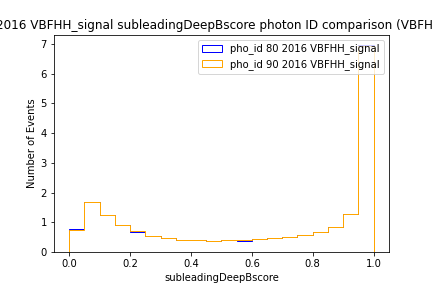 2016 VBFHH_signal subleadingDeepBscore photon ID comparison (VBFH
pho_id 80 2016 VBFHH_signal
pho_id 90 2016 VBFHH_signal
Number of Events
7
6
5
4
3
2
1
0
0.0 0.2 0.4 0.6 0.8 1.0
subleadingDeepBscore